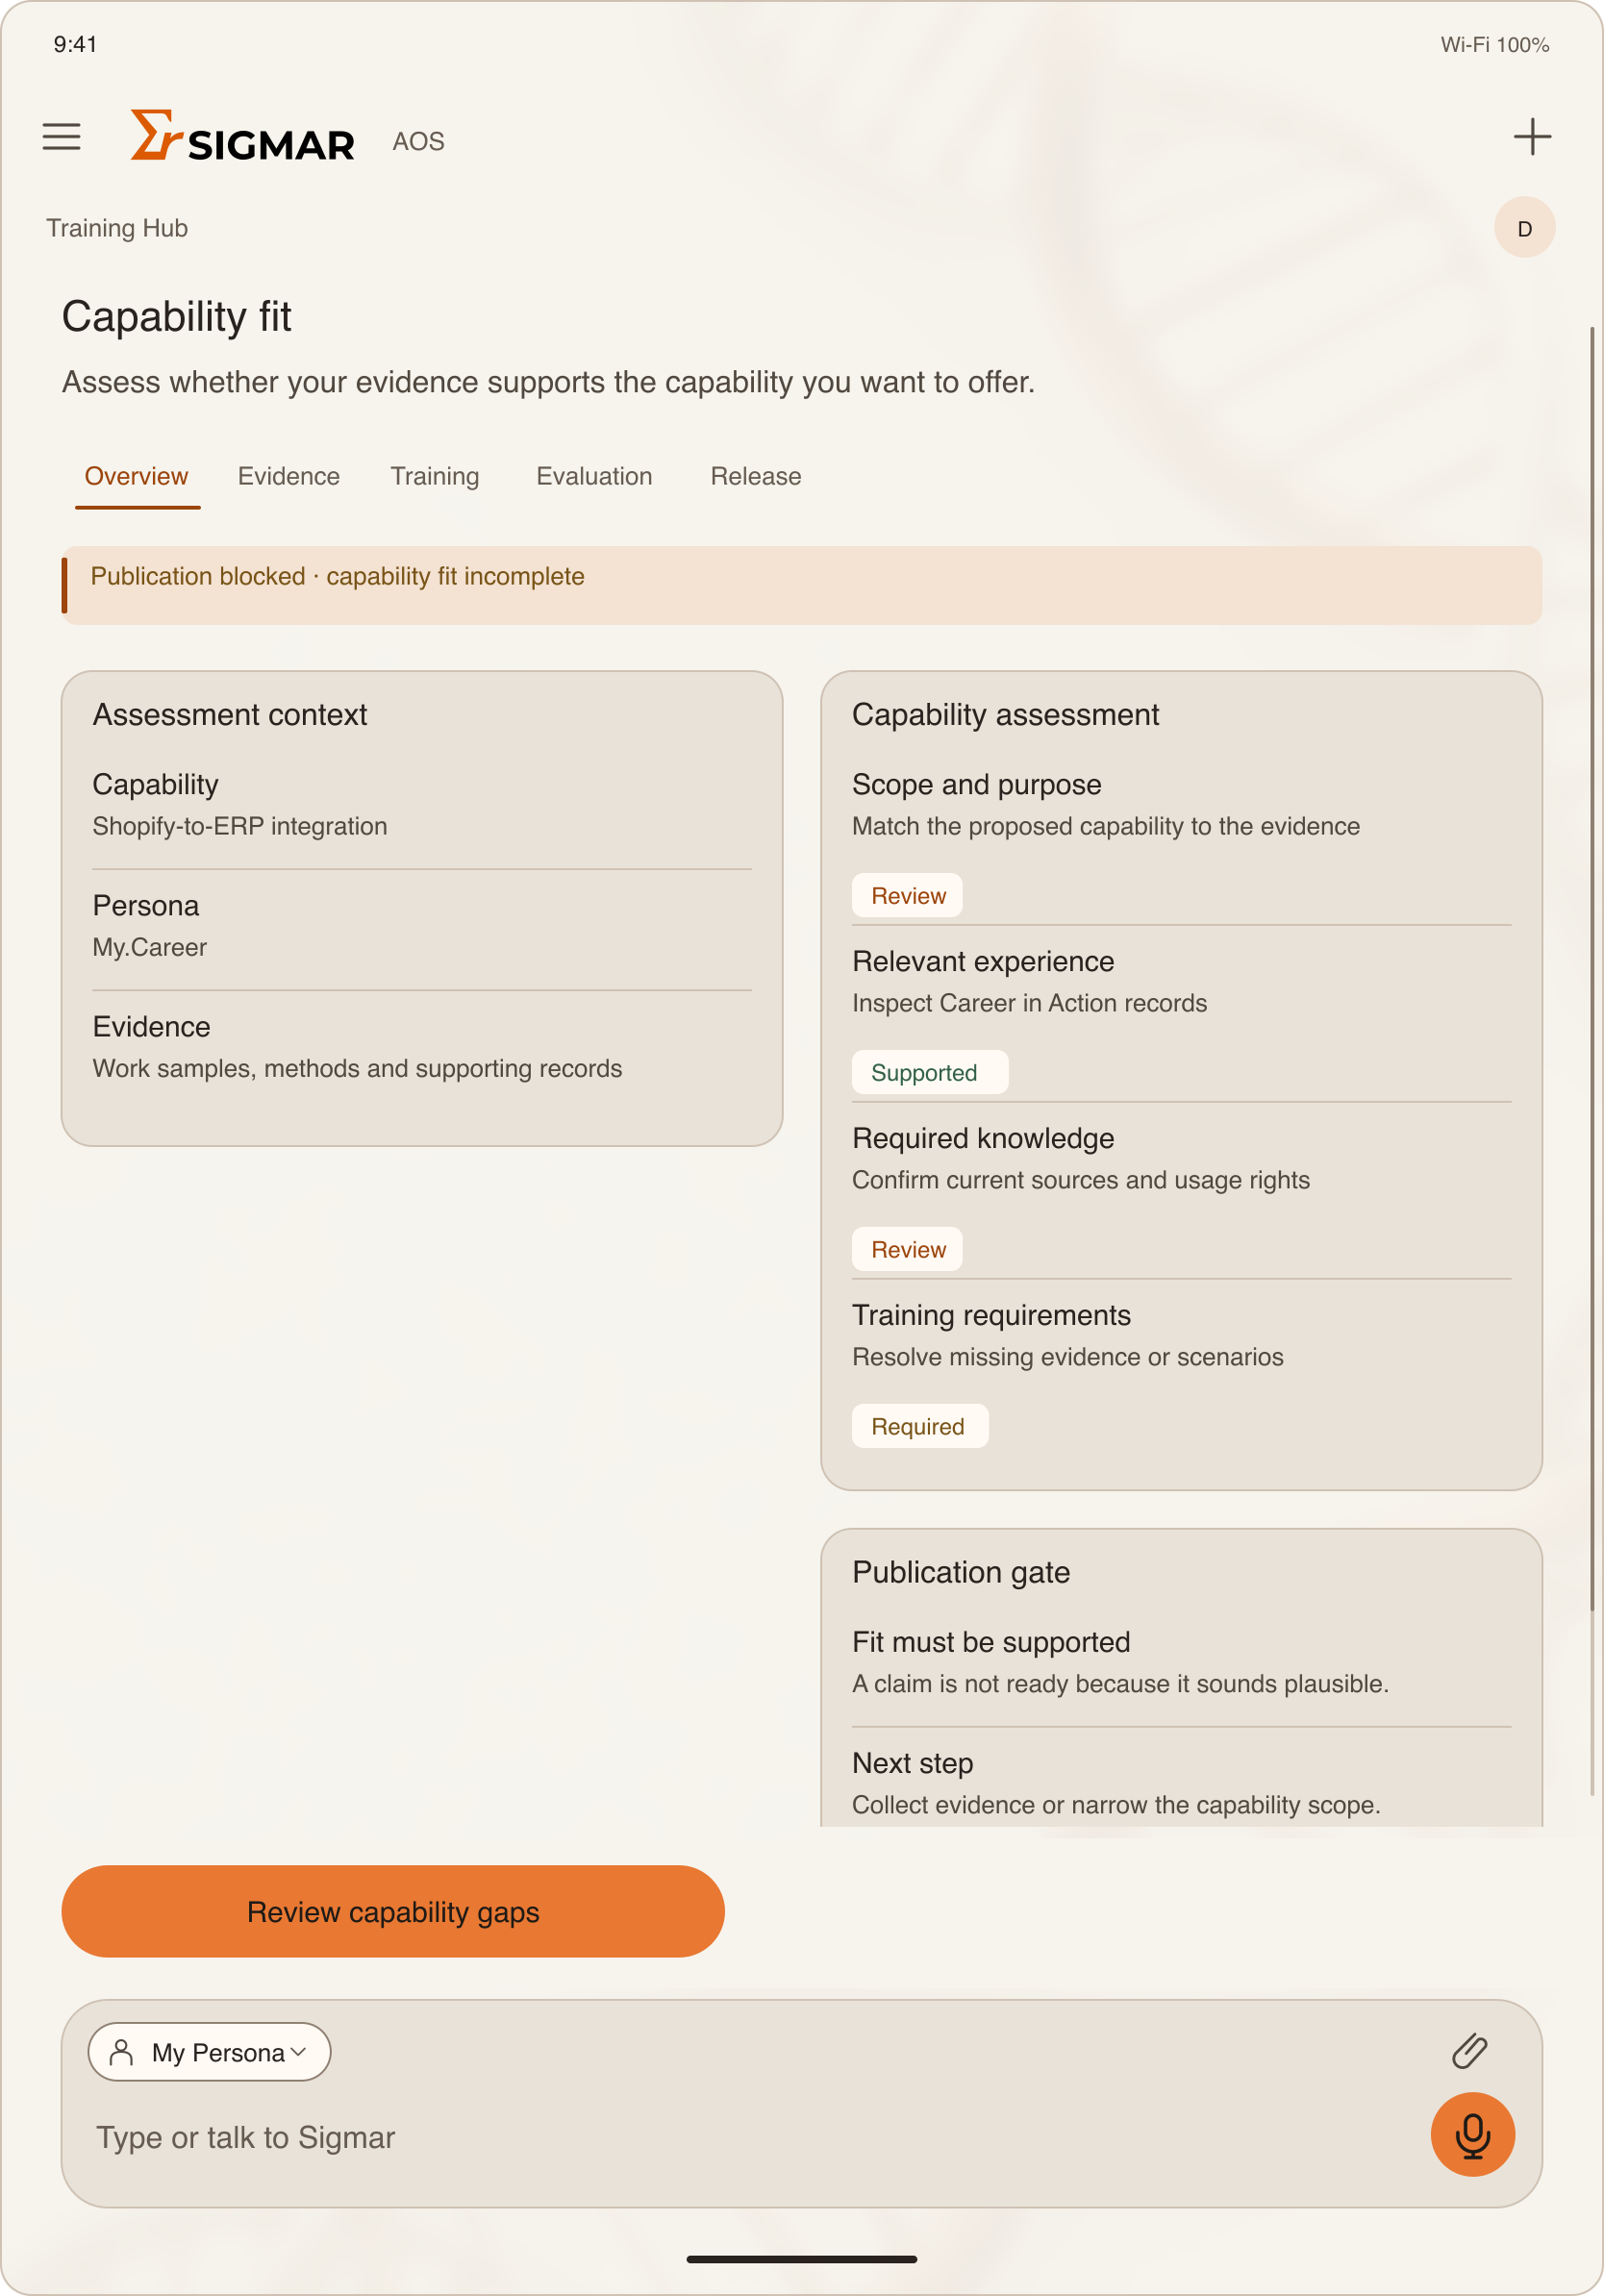 9:41
Wi-Fi 100%
Σr SIGMAR AOS
Training Hub
D
Capability fit
Assess whether your evidence supports the capability you want to offer.
Overview Evidence Training Evaluation Release
Publication blocked · capability fit incomplete
Assessment context
Capability
Shopify-to-ERP integration
Persona
My.Career
Evidence
Work samples, methods and supporting records
Capability assessment
Scope and purpose
Match the proposed capability to the evidence
Review
Relevant experience
Inspect Career in Action records
Supported
Required knowledge
Confirm current sources and usage rights
Review
Training requirements
Resolve missing evidence or scenarios
Required
Publication gate
Fit must be supported
A claim is not ready because it sounds plausible.
Next step
Collect evidence or narrow the capability scope.
Review capability gaps
My Persona
Type or talk to Sigmar